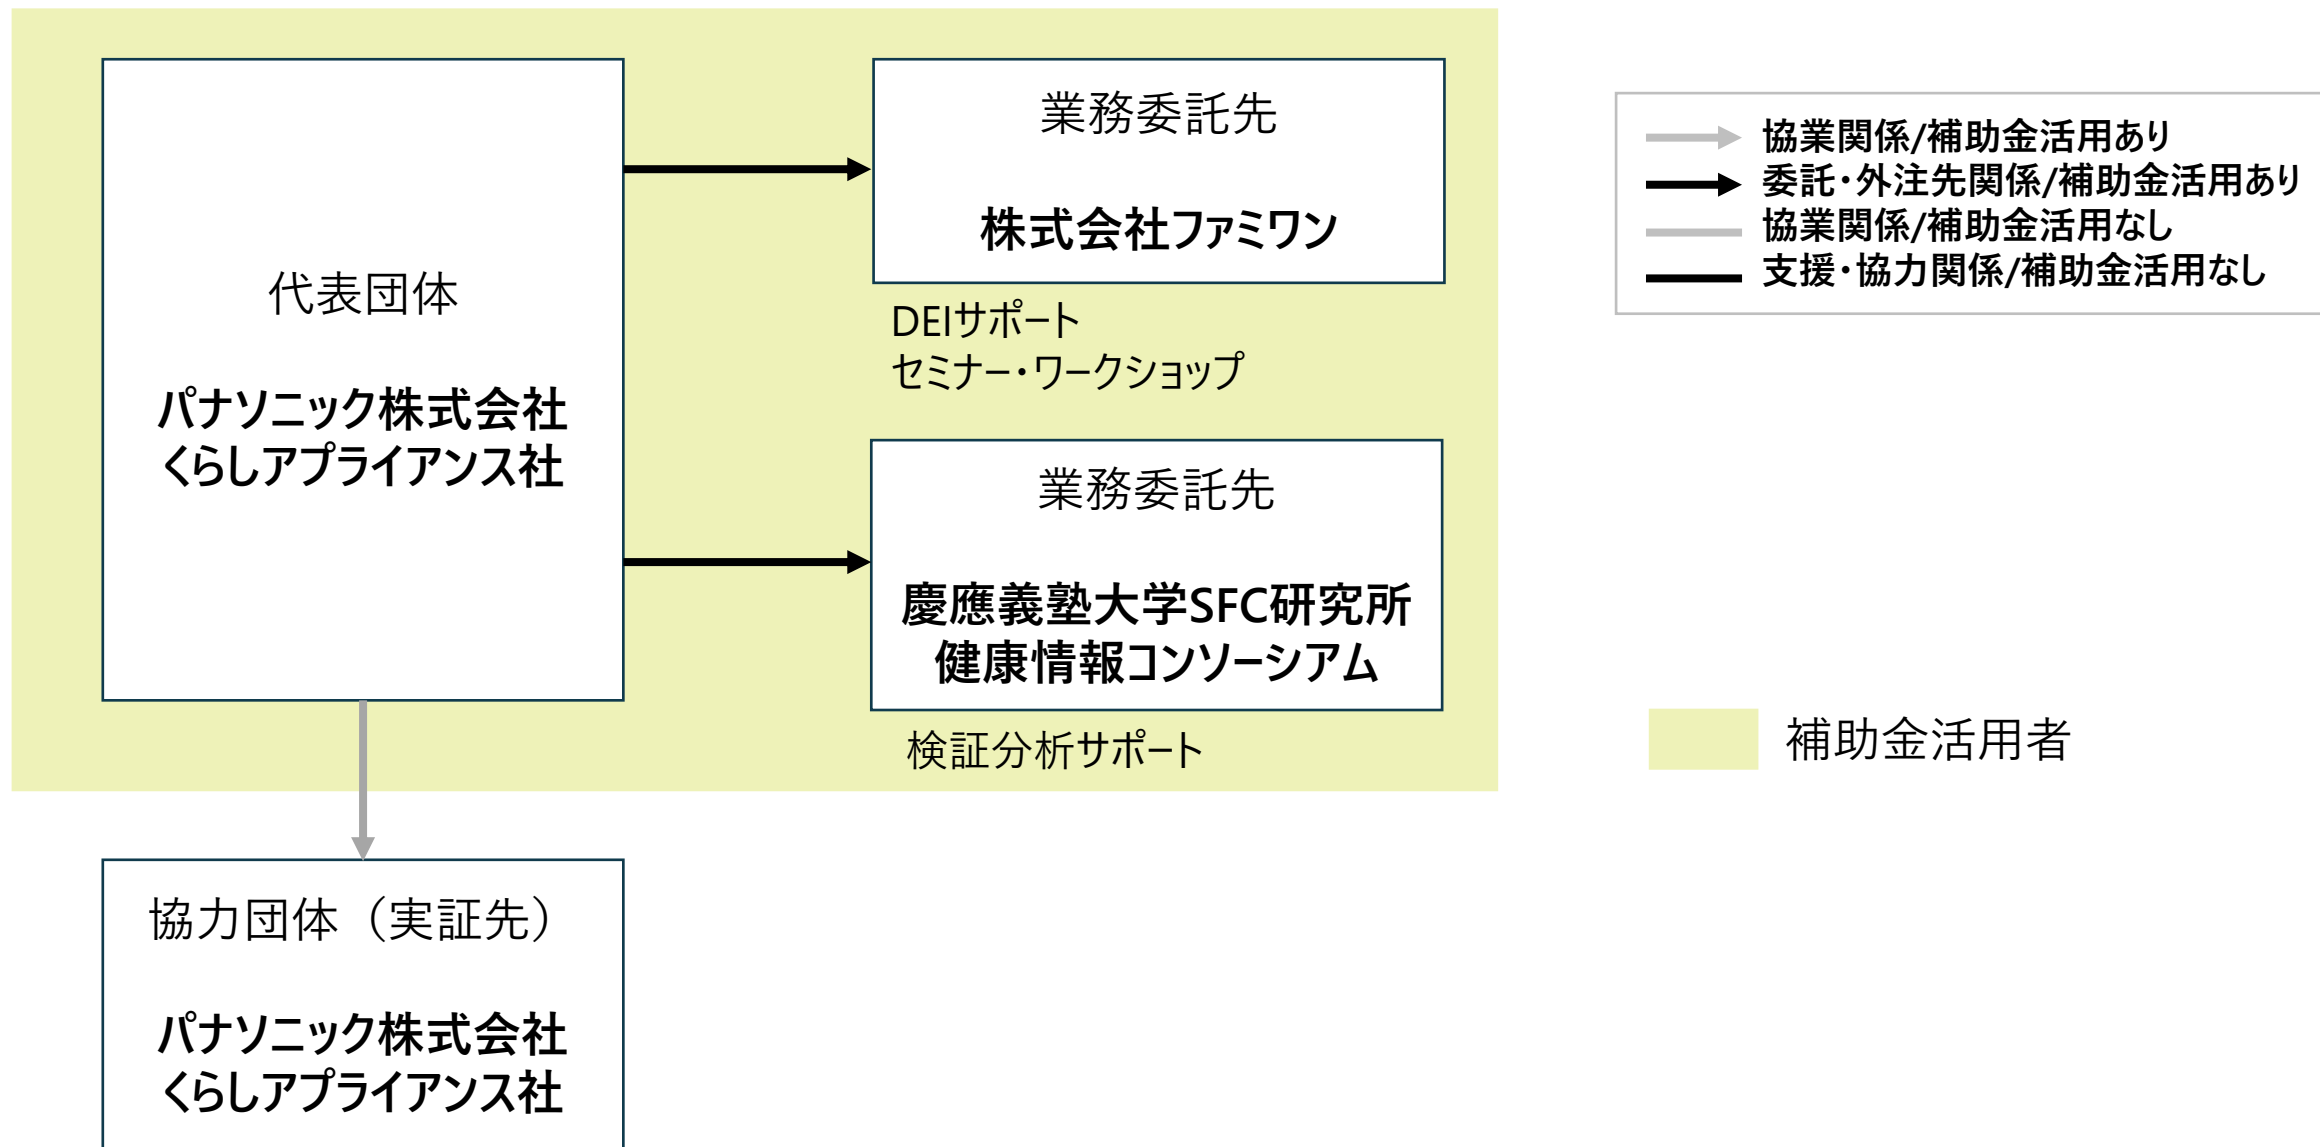 代表団体
パナソニック株式会社
くらしアプライアンス社
業務委託先
株式会社ファミワン
DEIサポート
セミナー・ワークショップ
業務委託先
慶應義塾大学SFC研究所
健康情報コンソーシアム
検証分析サポート
協力団体（実証先）
パナソニック株式会社
くらしアプライアンス社
協業関係/補助金活用あり
委託・外注先関係/補助金活用あり
協業関係/補助金活用なし
支援・協力関係/補助金活用なし
補助金活用者